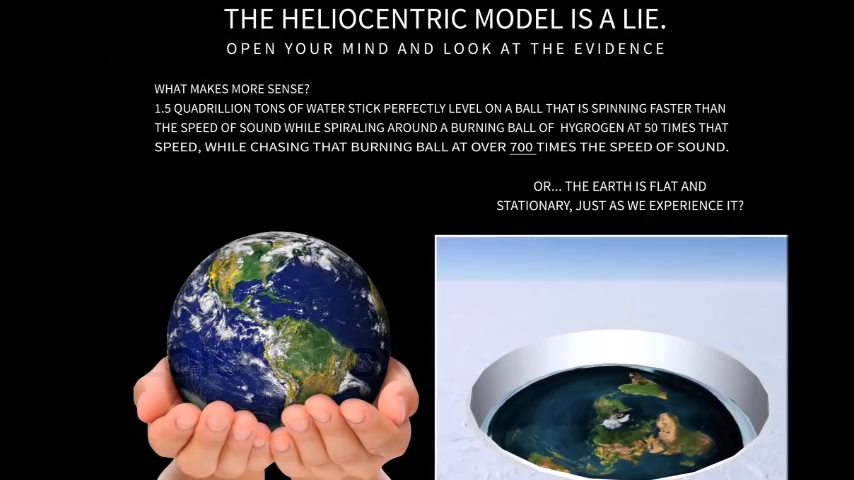 THE HELIOCENTRIC MODEL IS A LIE.
OPEN YOUR MIND AND LOOK AT THE EVIDENCE
WHAT MAKES MORE SENSE?
1.5 QUADRILLION TONS OF WATER STICK PERFECTLY LEVEL ON A BALL THAT IS SPINNING FASTER THAN
THE SPEED OF SOUND WHILE SPIRALING AROUND A BURNING BALL OF HYGROGEN AT 50 TIMES THAT
SPEED, WHILE CHASING THAT BURNING BALL AT OVER 700 TIMES THE SPEED OF SOUND.
OR... THE EARTH IS FLAT AND
STATIONARY, JUST AS WE EXPERIENCE IT?